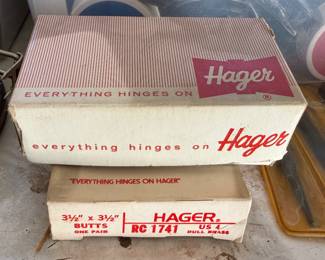 Hager
®
EVERYTHING HINGES ON
everything hinges on Hager
"EVERYTHING HINGES ON HAGER"
3½" x 3½"
BUTTS
ONE PAIR
HAGER®
RC 1741
US 4
DULL BRASS